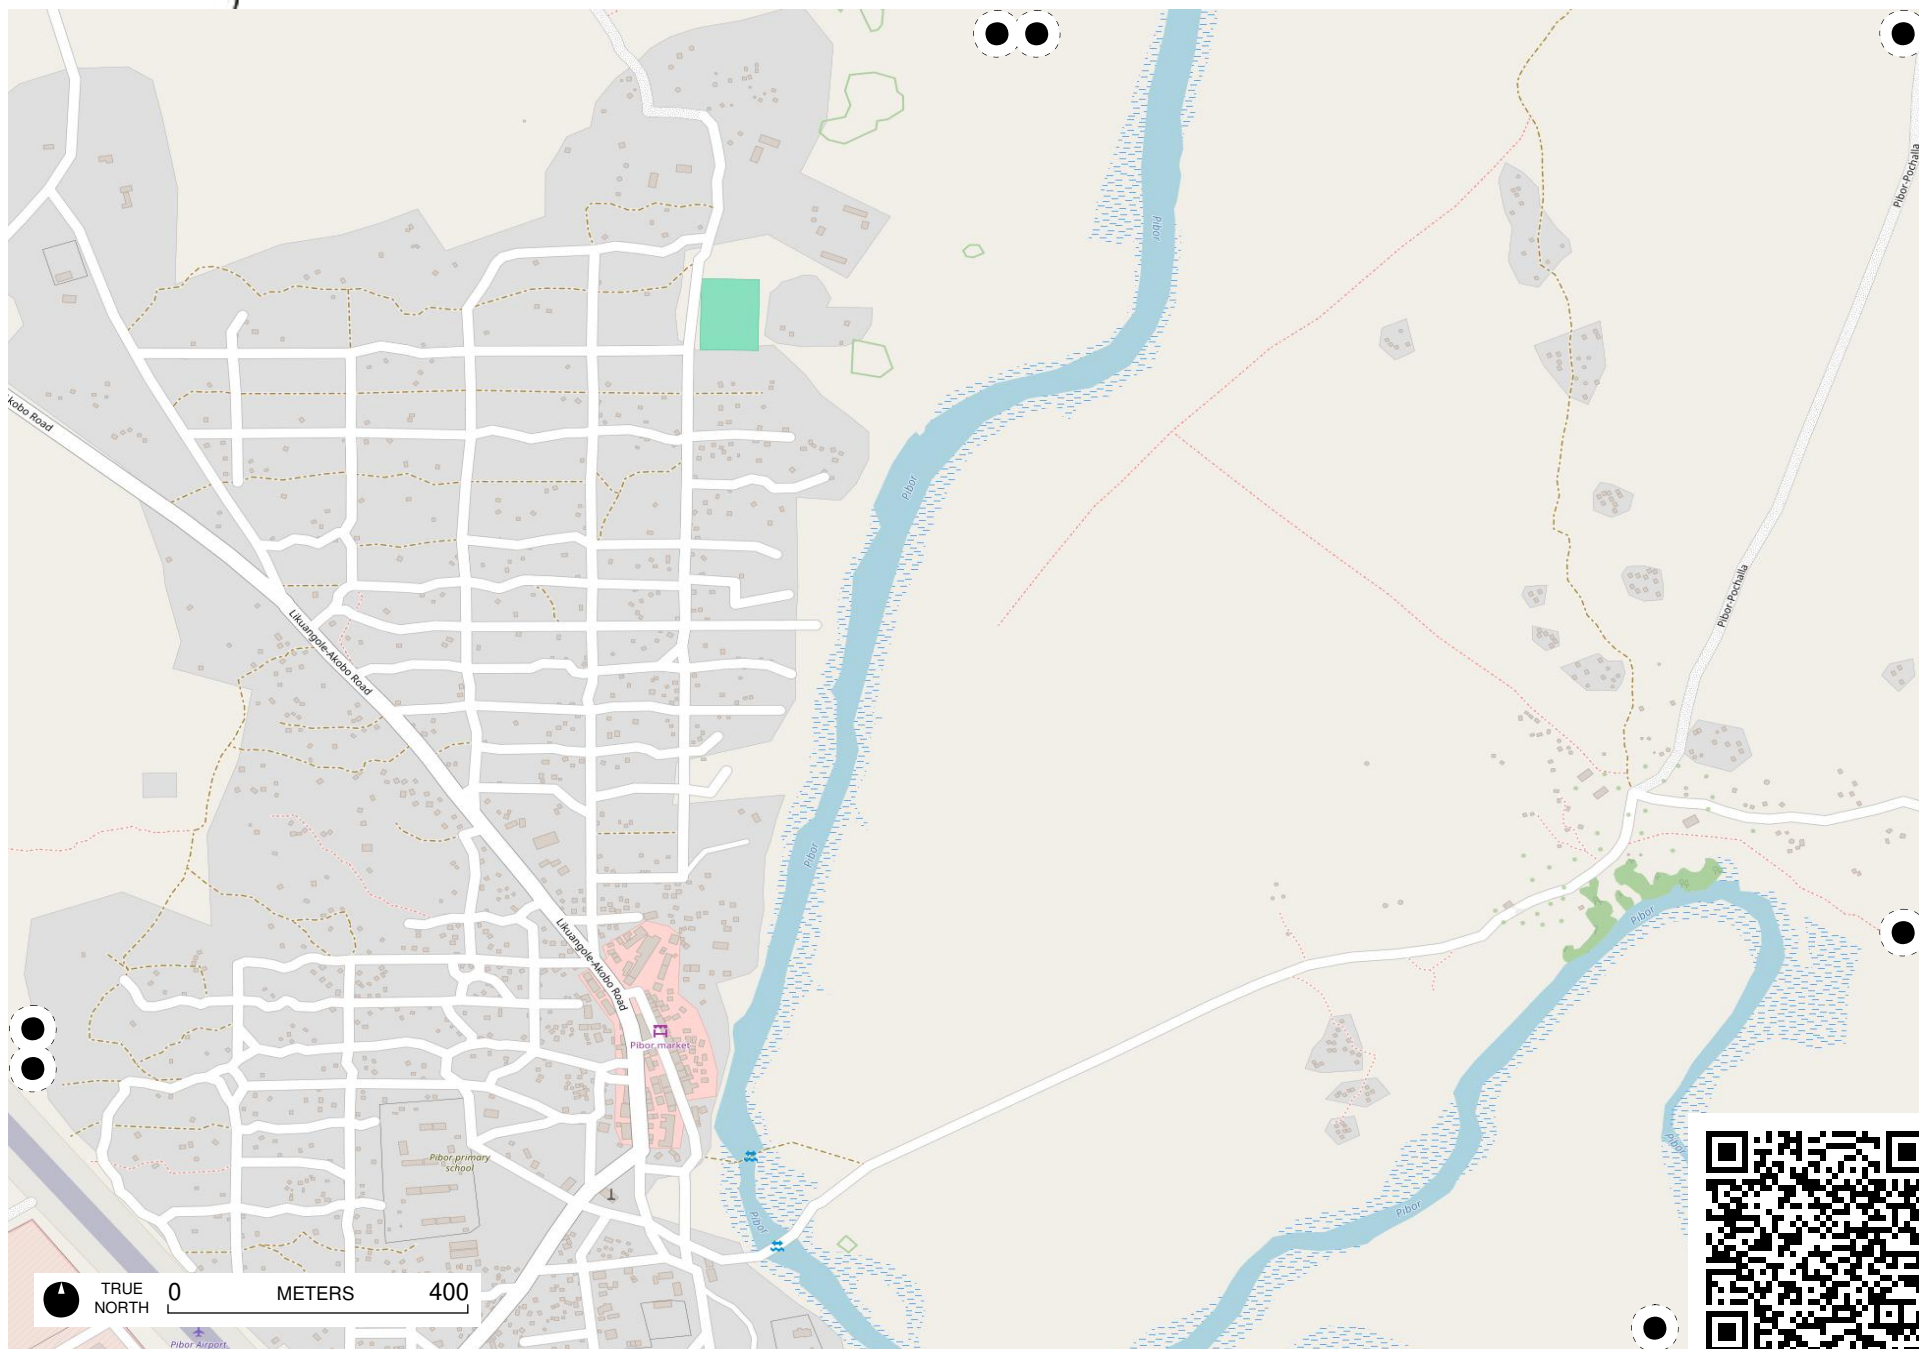 Pibor-Pochalla
Pibor
kobo Road
Pibor
Pibor-Pochalla
Likuangole-Akobo Road
Pibor
Likuangole-Akobo Road
Pibor
Pibor market
Pibor
Pibor primary
school
Pibor
Pibor
TRUE
NORTH
0 METERS 400
Pibor Airport